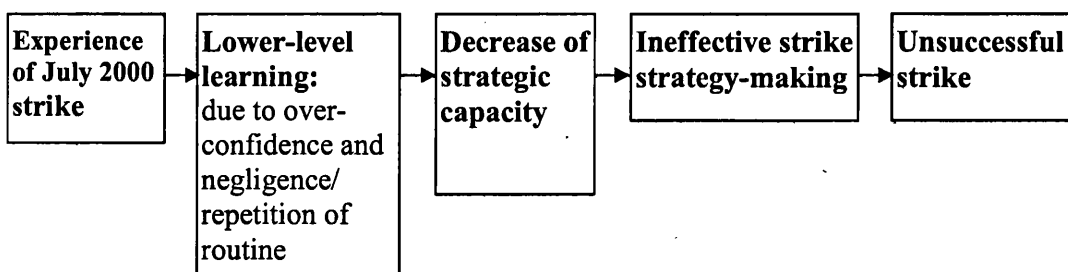 Experience
of July 2000
strike
Lower-level
learning:
due to over-
confidence and
negligence/
repetition of
routine
Decrease of
strategic
capacity
Ineffective strike
strategy-making
Unsuccessful
strike